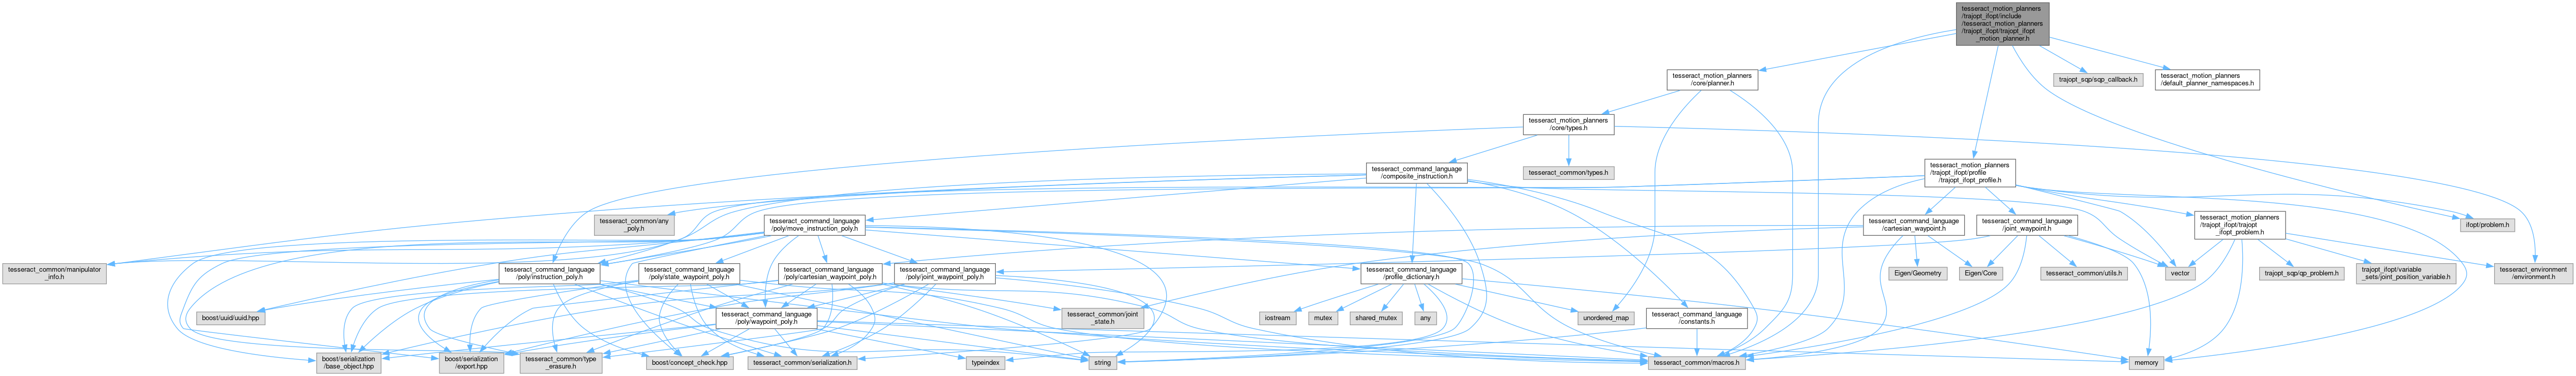 tesseract_motion_planners
/trajopt_ifopt/include
/tesseract_motion_planners
/trajopt_ifopt/trajopt_ifopt
_motion_planner.h
tesseract_motion_planners
/core/planner.h
trajopt_sqp/sqp_callback.h
tesseract_motion_planners
/default_planner_namespaces.h
tesseract_motion_planners
/core/types.h
tesseract_command_language
/composite_instruction.h
tesseract_common/types.h
tesseract_motion_planners
/trajopt_ifopt/profile
/trajopt_ifopt_profile.h
tesseract_common/any
_poly.h
tesseract_command_language
/poly/move_instruction_poly.h
tesseract_command_language
/cartesian_waypoint.h
tesseract_command_language
/joint_waypoint.h
tesseract_motion_planners
/trajopt_ifopt/trajopt
_ifopt_problem.h
ifopt/problem.h
tesseract_common/manipulator
_info.h
tesseract_command_language
/poly/instruction_poly.h
tesseract_command_language
/poly/state_waypoint_poly.h
tesseract_command_language
/poly/cartesian_waypoint_poly.h
tesseract_command_language
/poly/joint_waypoint_poly.h
tesseract_command_language
/profile_dictionary.h
Eigen/Geometry
Eigen/Core
tesseract_common/utils.h
vector
trajopt_sqp/qp_problem.h
trajopt_ifopt/variable
_sets/joint_position_variable.h
tesseract_environment
/environment.h
boost/uuid/uuid.hpp
tesseract_command_language
/poly/waypoint_poly.h
tesseract_common/joint
_state.h
iostream
mutex
shared_mutex
any
unordered_map
tesseract_command_language
/constants.h
boost/serialization
/base_object.hpp
boost/serialization
/export.hpp
tesseract_common/type
_erasure.h
boost/concept_check.hpp
tesseract_common/serialization.h
typeindex
string
tesseract_common/macros.h
memory